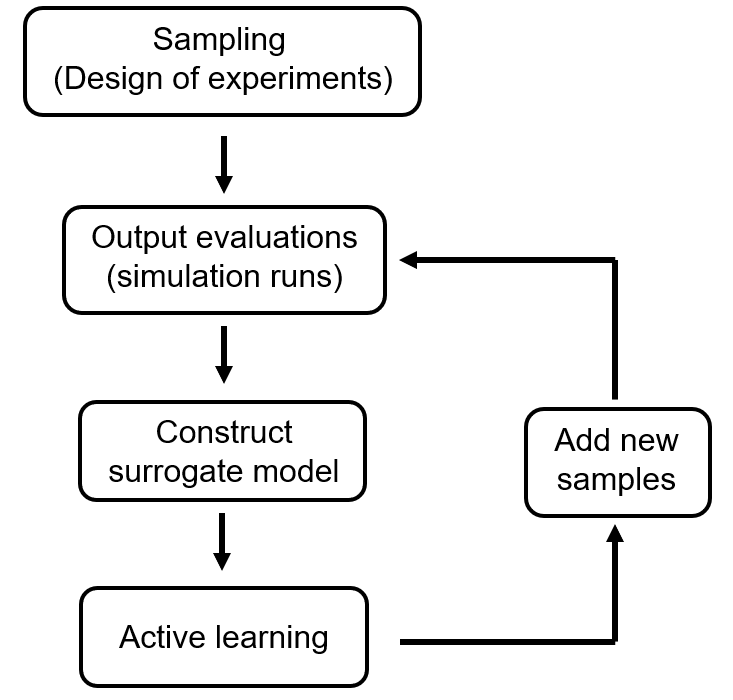 Sampling
(Design of experiments)
Output evaluations
(simulation runs)
Construct
surrogate model
Add new
samples
Active learning